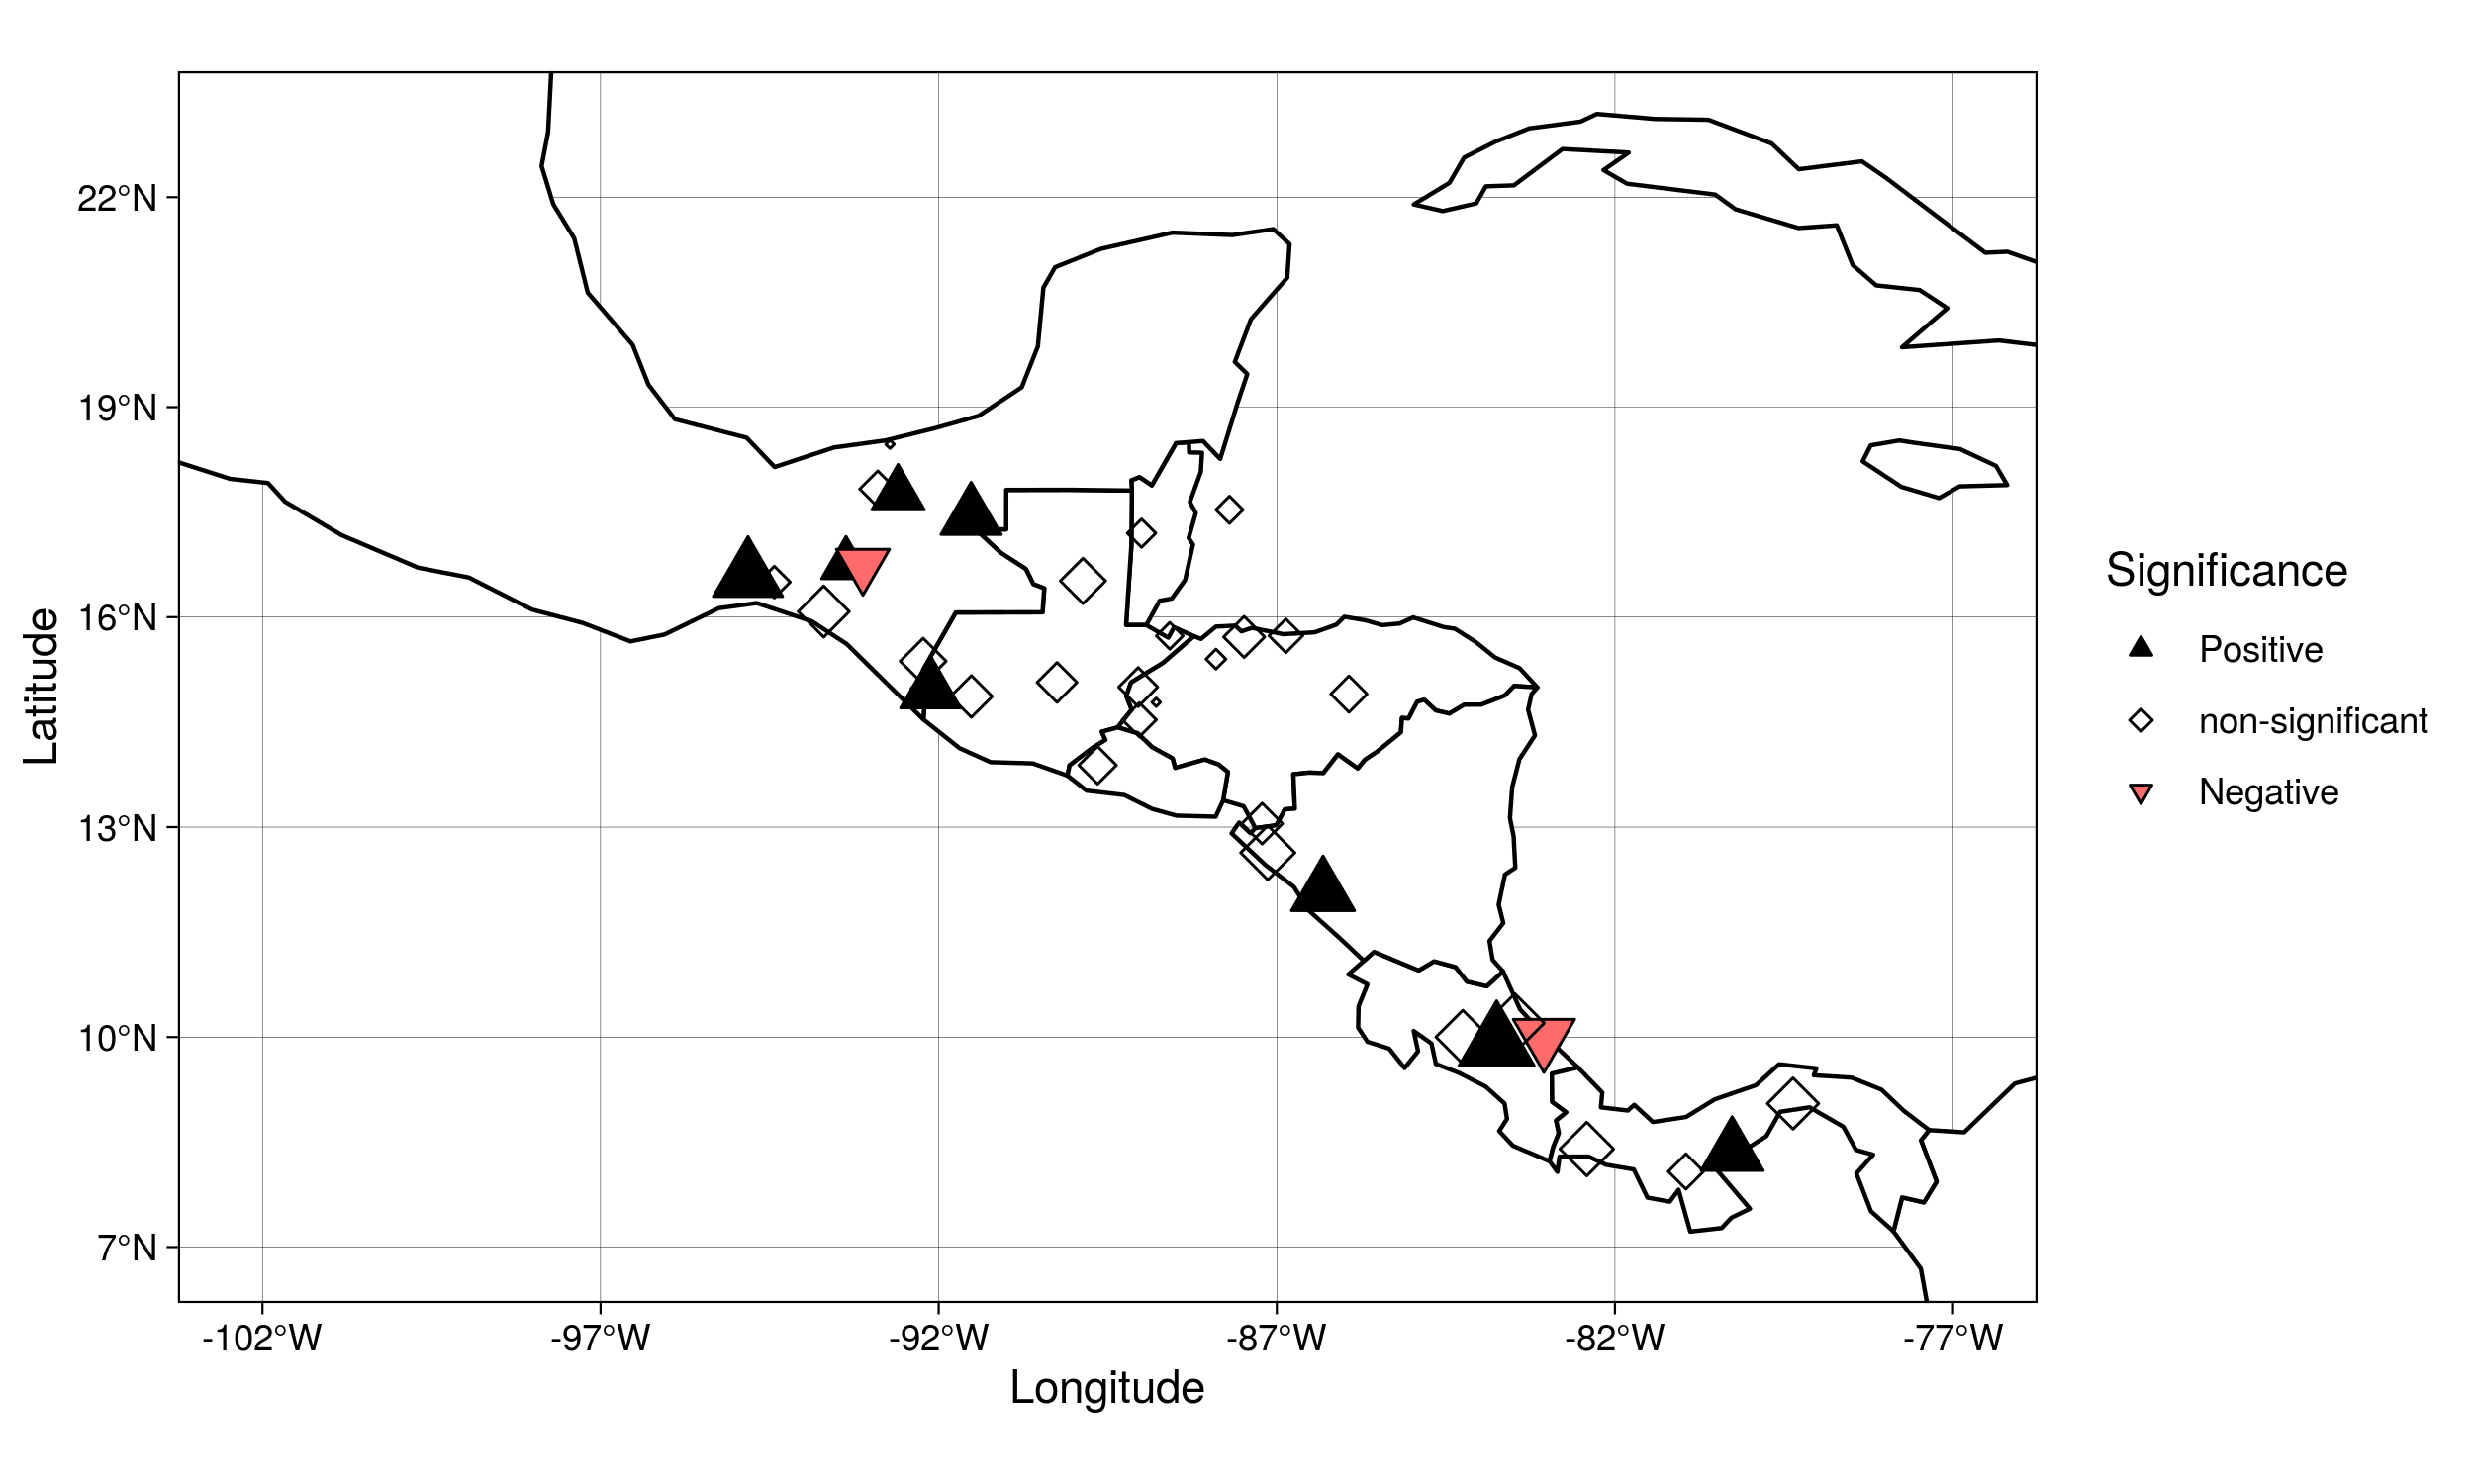 22°N
19°N
16°N
13°N
10°N
7°N
Latitude
-102°W
-97°W
-92°W
-87°W
-82°W
-77°W
Longitude
Significance
Positive
non-significant
Negative